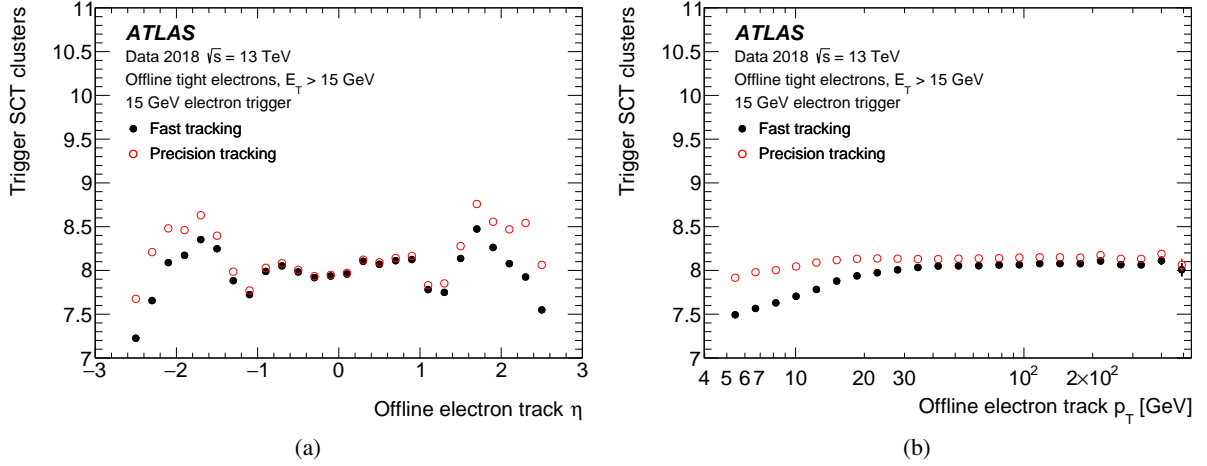 Trigger SCT clusters
11
10.5
10
9.5
9
8.5
8
7.5
7
ATLAS
Data 2018 √s = 13 TeV
Offline tight electrons, E_T > 15 GeV
15 GeV electron trigger
Fast tracking
Precision tracking
−3 −2 −1 0 1 2 3
Offline electron track η
(a)
Trigger SCT clusters
11
10.5
10
9.5
9
8.5
8
7.5
7
ATLAS
Data 2018 √s = 13 TeV
Offline tight electrons, E_T > 15 GeV
15 GeV electron trigger
Fast tracking
Precision tracking
4 5 6 7 10 20 30 10² 2×10²
Offline electron track p_T [GeV]
(b)